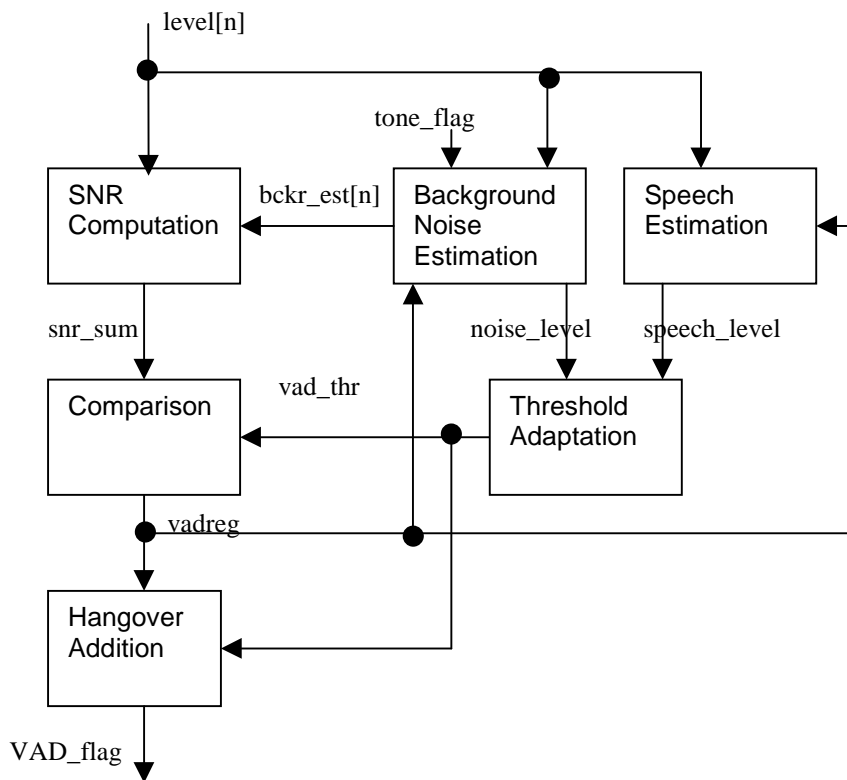 level[n]
tone_flag
SNR
Computation
bckr_est[n]
Background
Noise
Estimation
Speech
Estimation
snr_sum
noise_level
speech_level
Comparison
vad_thr
Threshold
Adaptation
vadreg
Hangover
Addition
VAD_flag